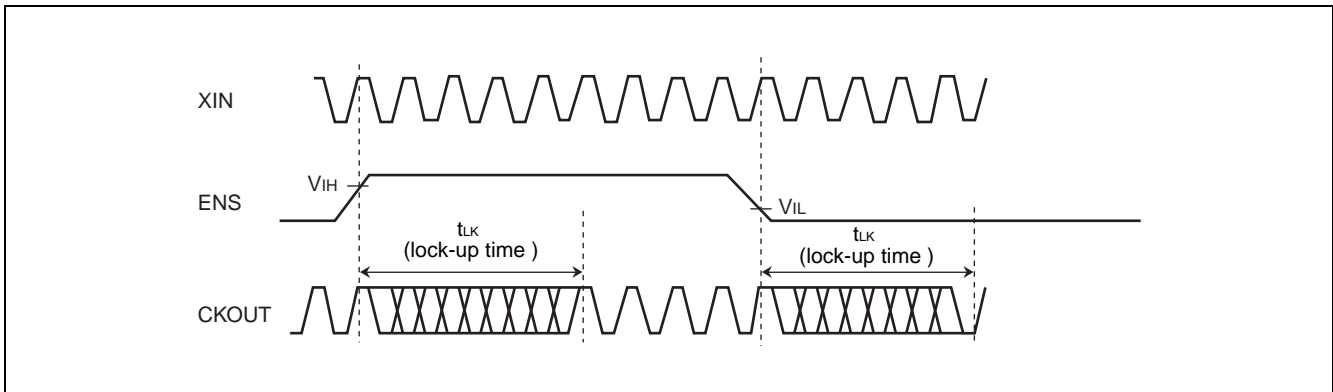 XIN
VIH
ENS
VIL
tLK
(lock-up time )
tLK
(lock-up time )
CKOUT